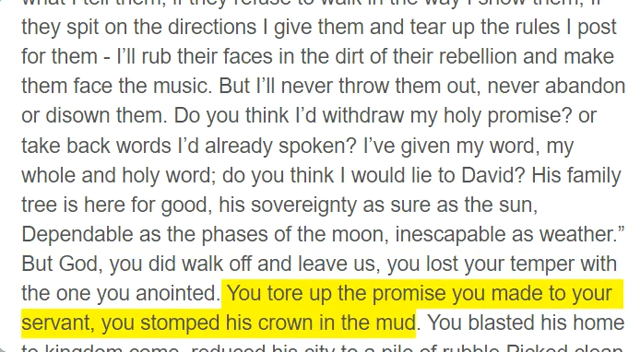 what I tell them, if they refuse to walk in the way I show them, if
they spit on the directions I give them and tear up the rules I post
for them - I’ll rub their faces in the dirt of their rebellion and make
them face the music. But I’ll never throw them out, never abandon
or disown them. Do you think I’d withdraw my holy promise? or
take back words I’d already spoken? I’ve given my word, my
whole and holy word; do you think I would lie to David? His family
tree is here for good, his sovereignty as sure as the sun,
Dependable as the phases of the moon, inescapable as weather.”
But God, you did walk off and leave us, you lost your temper with
the one you anointed. You tore up the promise you made to your
servant, you stomped his crown in the mud. You blasted his home
to kingdom come, reduced his city to a pile of rubble Picked clean